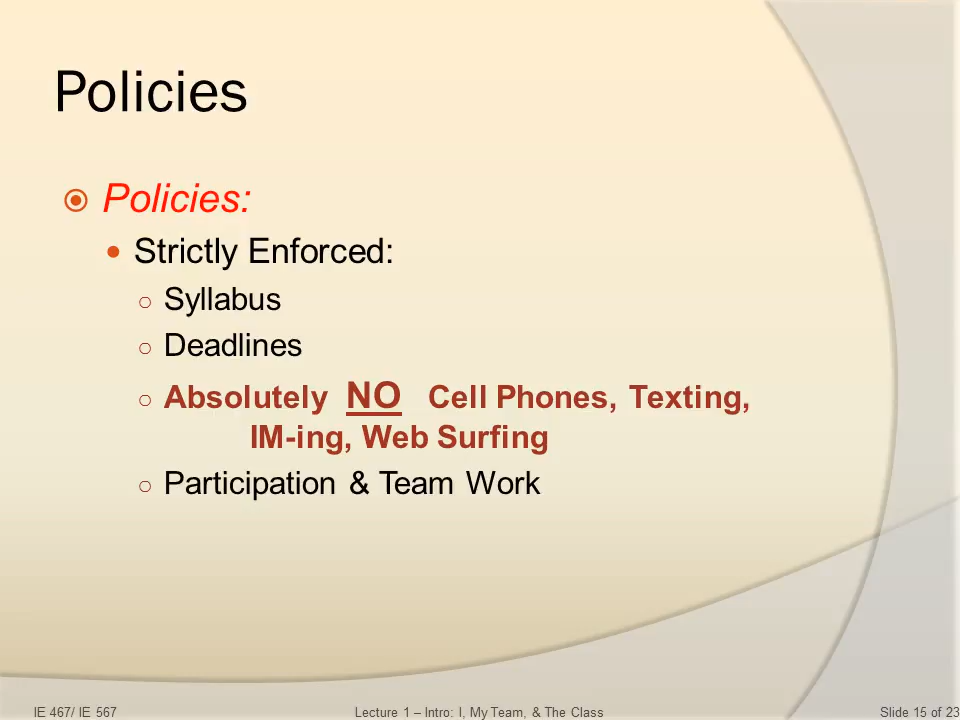 Policies
Policies:
Strictly Enforced:
Syllabus
Deadlines
Absolutely NO Cell Phones, Texting,
IM-ing, Web Surfing
Participation & Team Work
IE 467/ IE 567 Lecture 1 – Intro: I, My Team, & The Class Slide 15 of 23